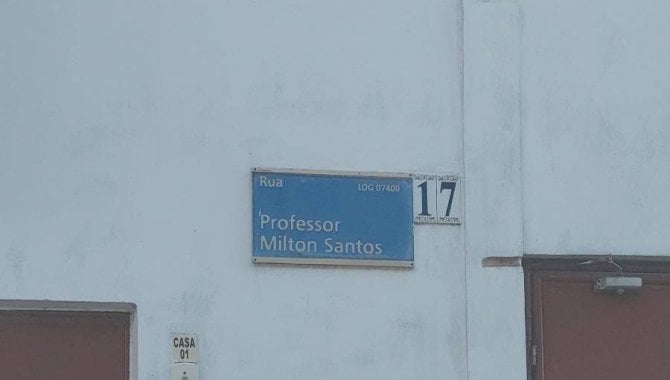 Rua LOG 07400
Professor
Milton Santos
17
CASA
01